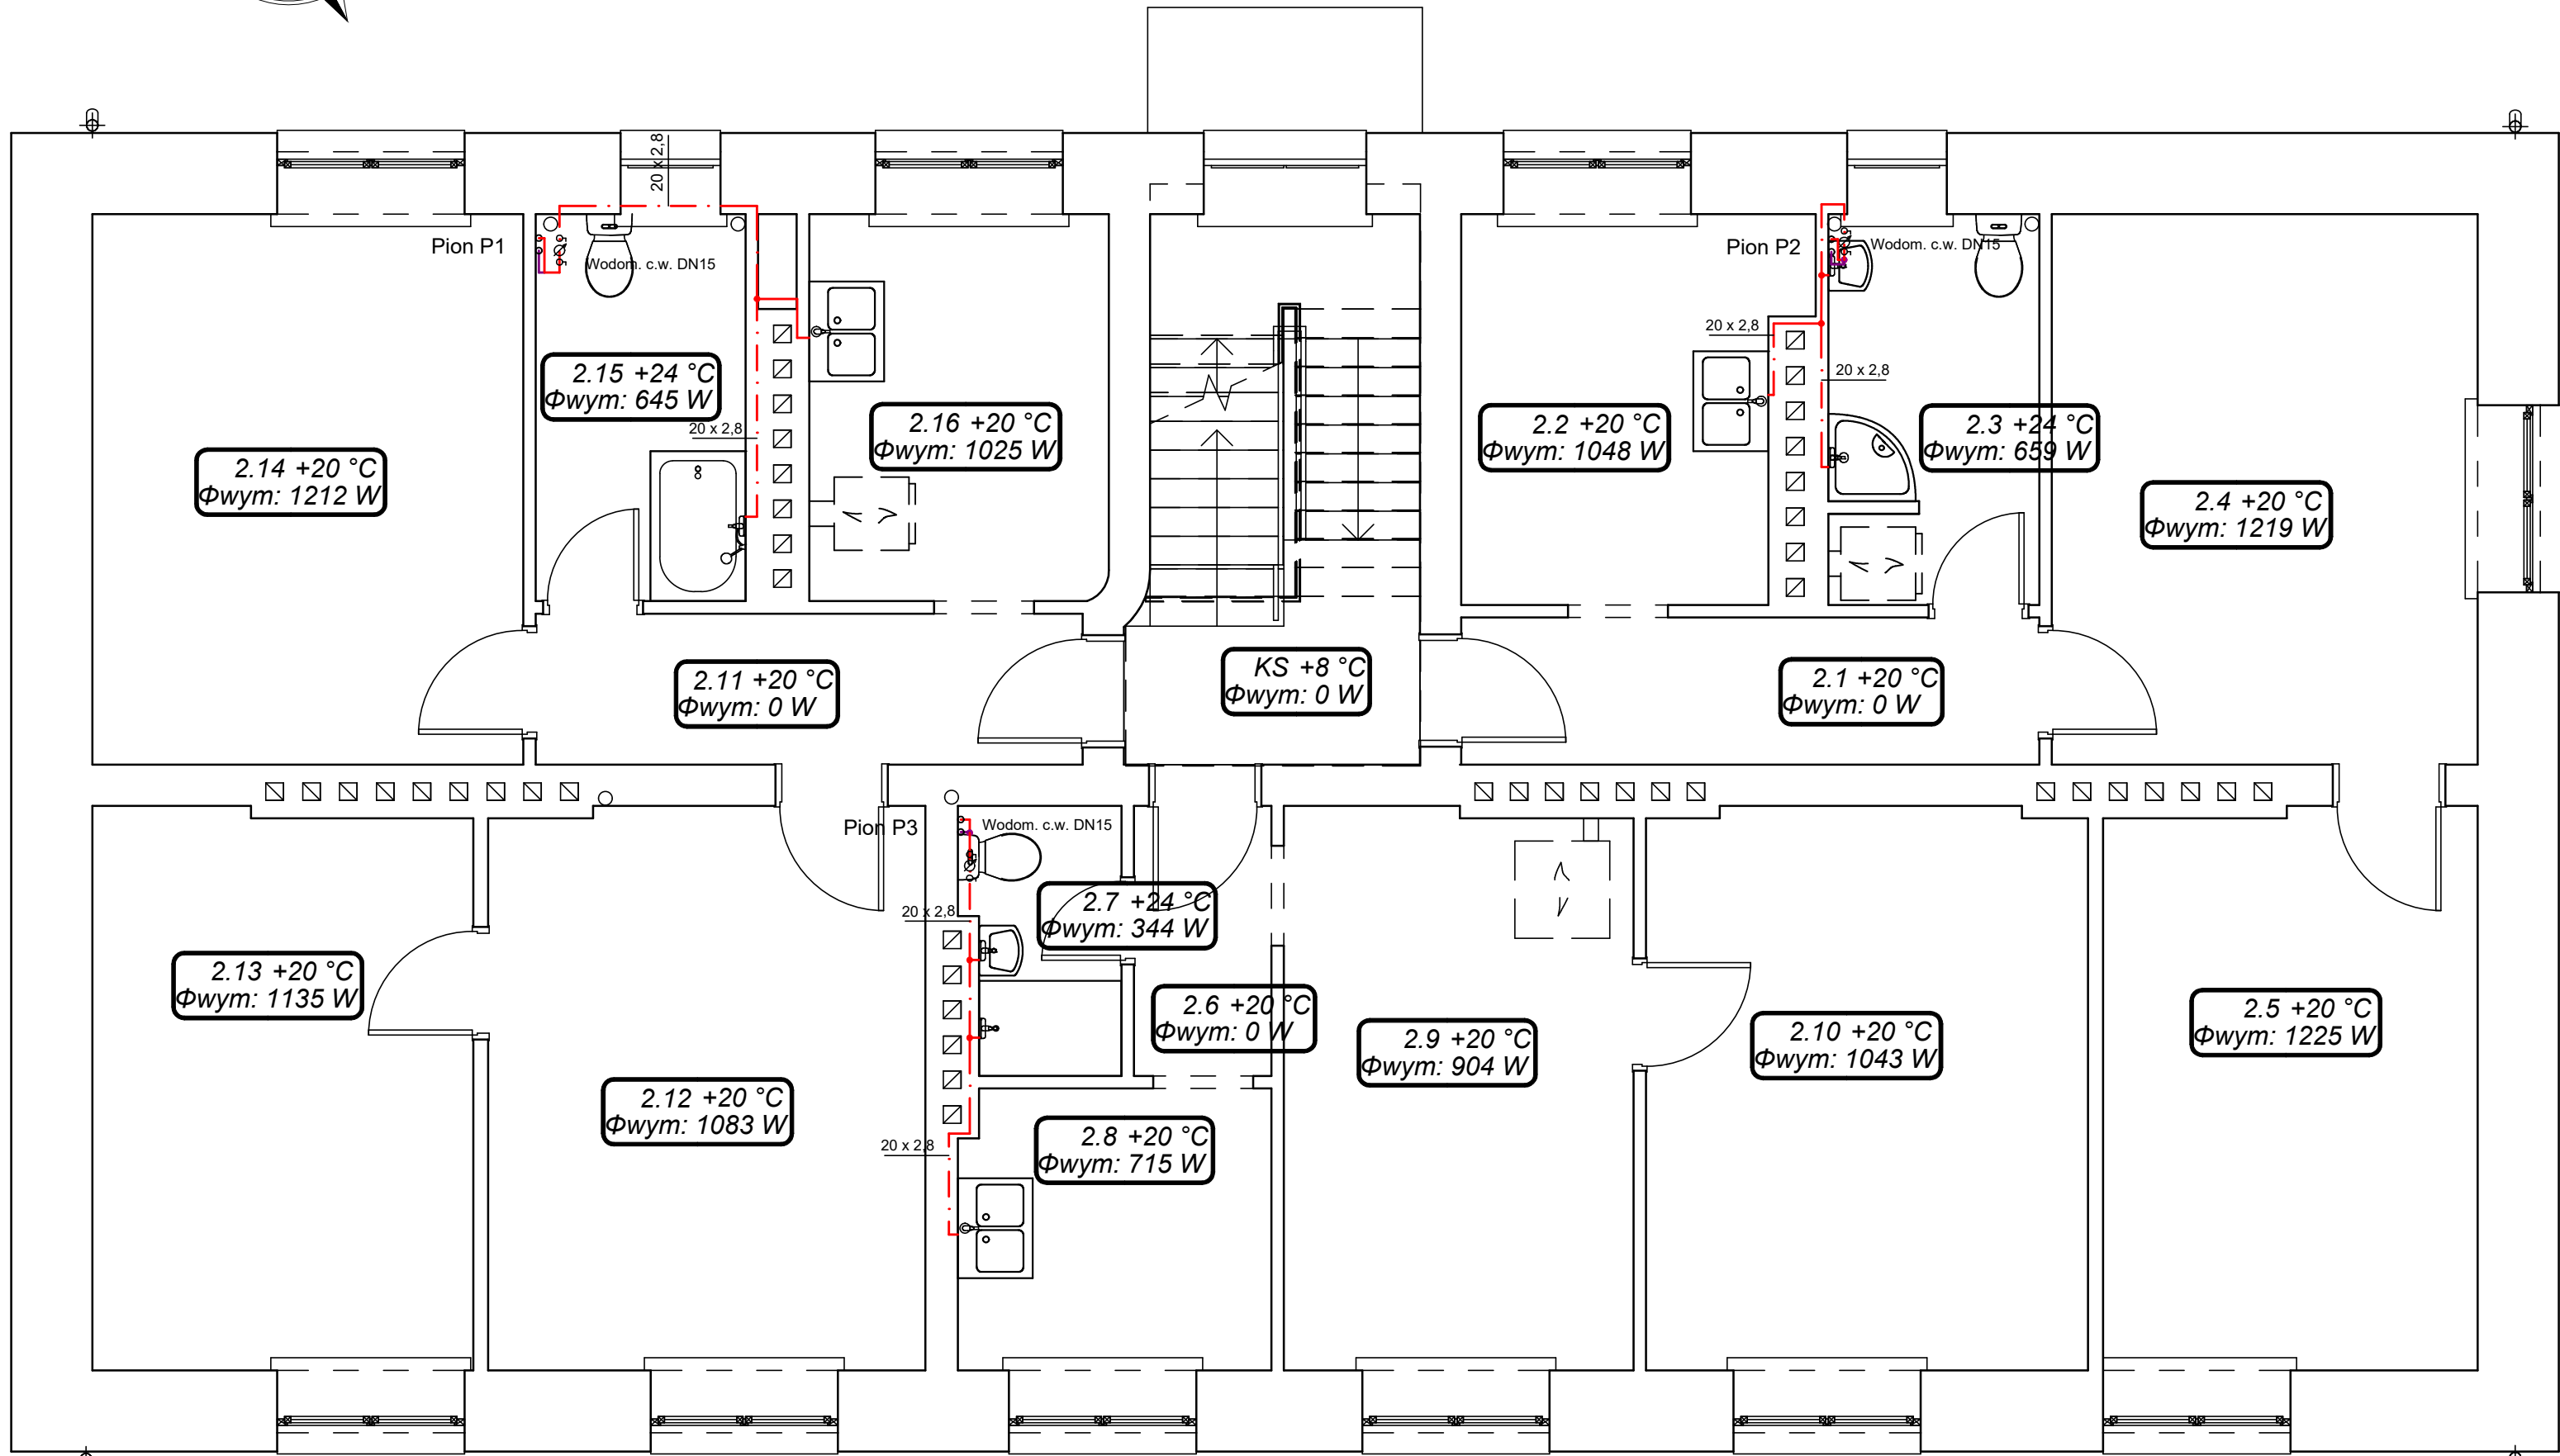 20 x 2,8
Pion P1
Wodom. c.w. DN15
Pion P2
Wodom. c.w. DN15
20 x 2,8
20 x 2,8
2.15 +24 °C
Φwym: 645 W
20 x 2,8
2.16 +20 °C
Φwym: 1025 W
2.2 +20 °C
Φwym: 1048 W
2.3 +24 °C
Φwym: 659 W
2.14 +20 °C
Φwym: 1212 W
2.4 +20 °C
Φwym: 1219 W
2.11 +20 °C
Φwym: 0 W
KS +8 °C
Φwym: 0 W
2.1 +20 °C
Φwym: 0 W
Pion P3
Wodom. c.w. DN15
20 x 2,8
2.7 +24 °C
Φwym: 344 W
2.13 +20 °C
Φwym: 1135 W
2.6 +20 °C
Φwym: 0 W
2.9 +20 °C
Φwym: 904 W
2.10 +20 °C
Φwym: 1043 W
2.5 +20 °C
Φwym: 1225 W
2.12 +20 °C
Φwym: 1083 W
20 x 2,8
2.8 +20 °C
Φwym: 715 W